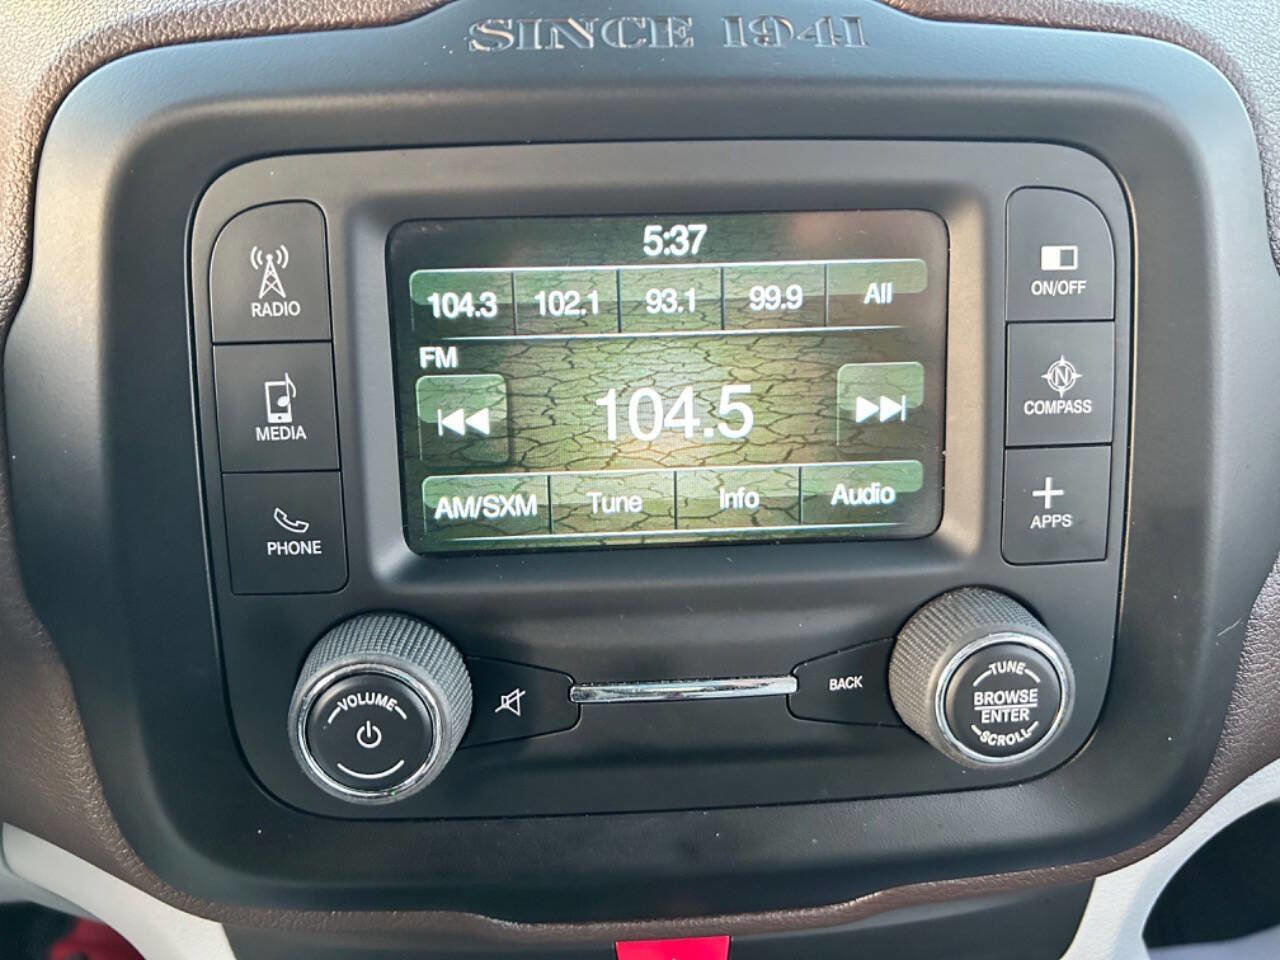 SINCE 1941
5:37
104.3 102.1 93.1 99.9 All
FM
104.5
AM/SXM Tune Info Audio
RADIO
MEDIA
PHONE
ON/OFF
N
COMPASS
APPS
VOLUME
BACK
TUNE
BROWSE
ENTER
SCROLL